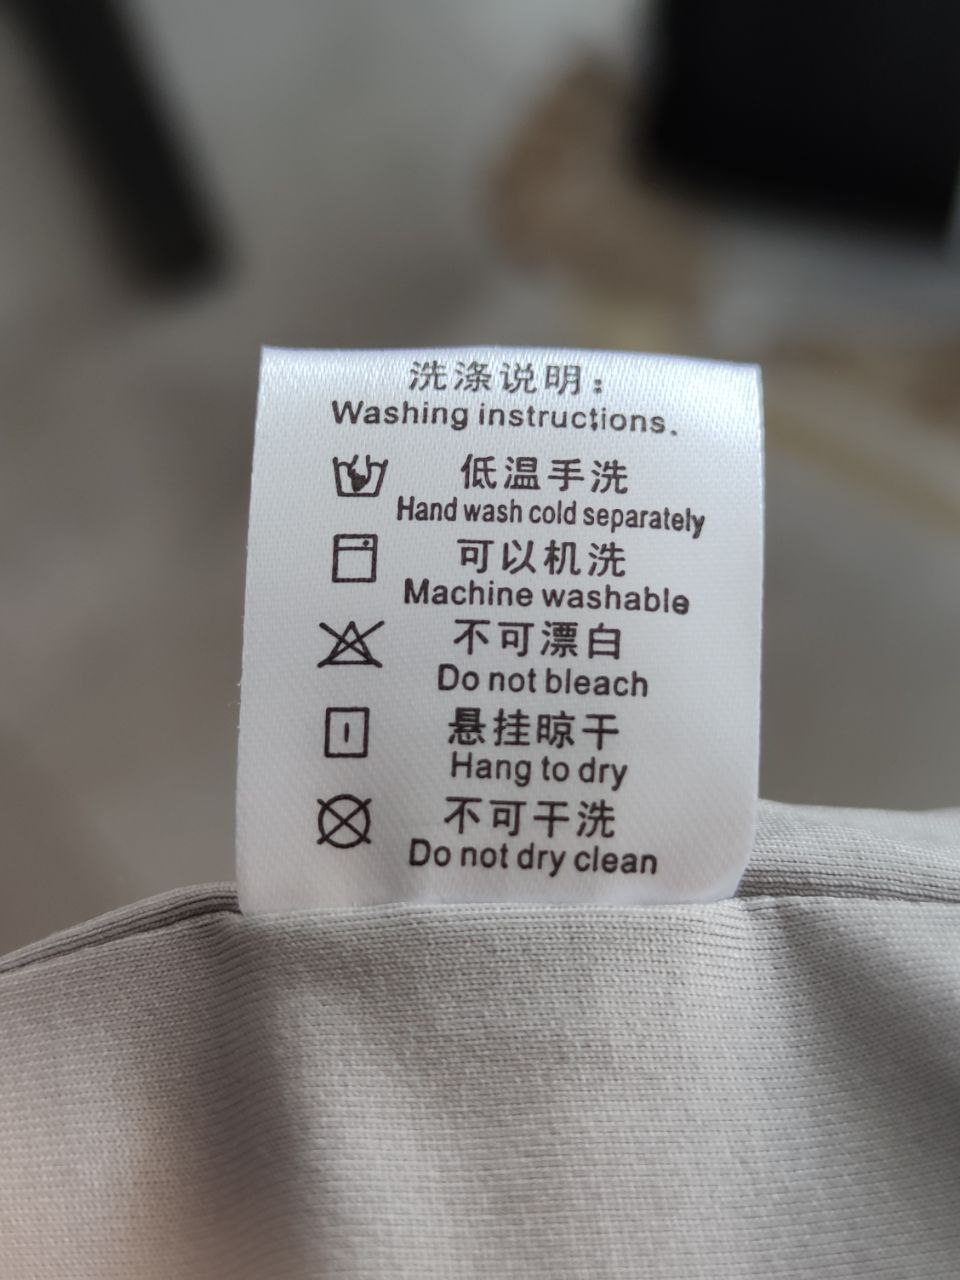 洗涤说明：
Washing instructions.
低温手洗
Hand wash cold separately
可以机洗
Machine washable
不可漂白
Do not bleach
悬挂晾干
Hang to dry
不可干洗
Do not dry clean